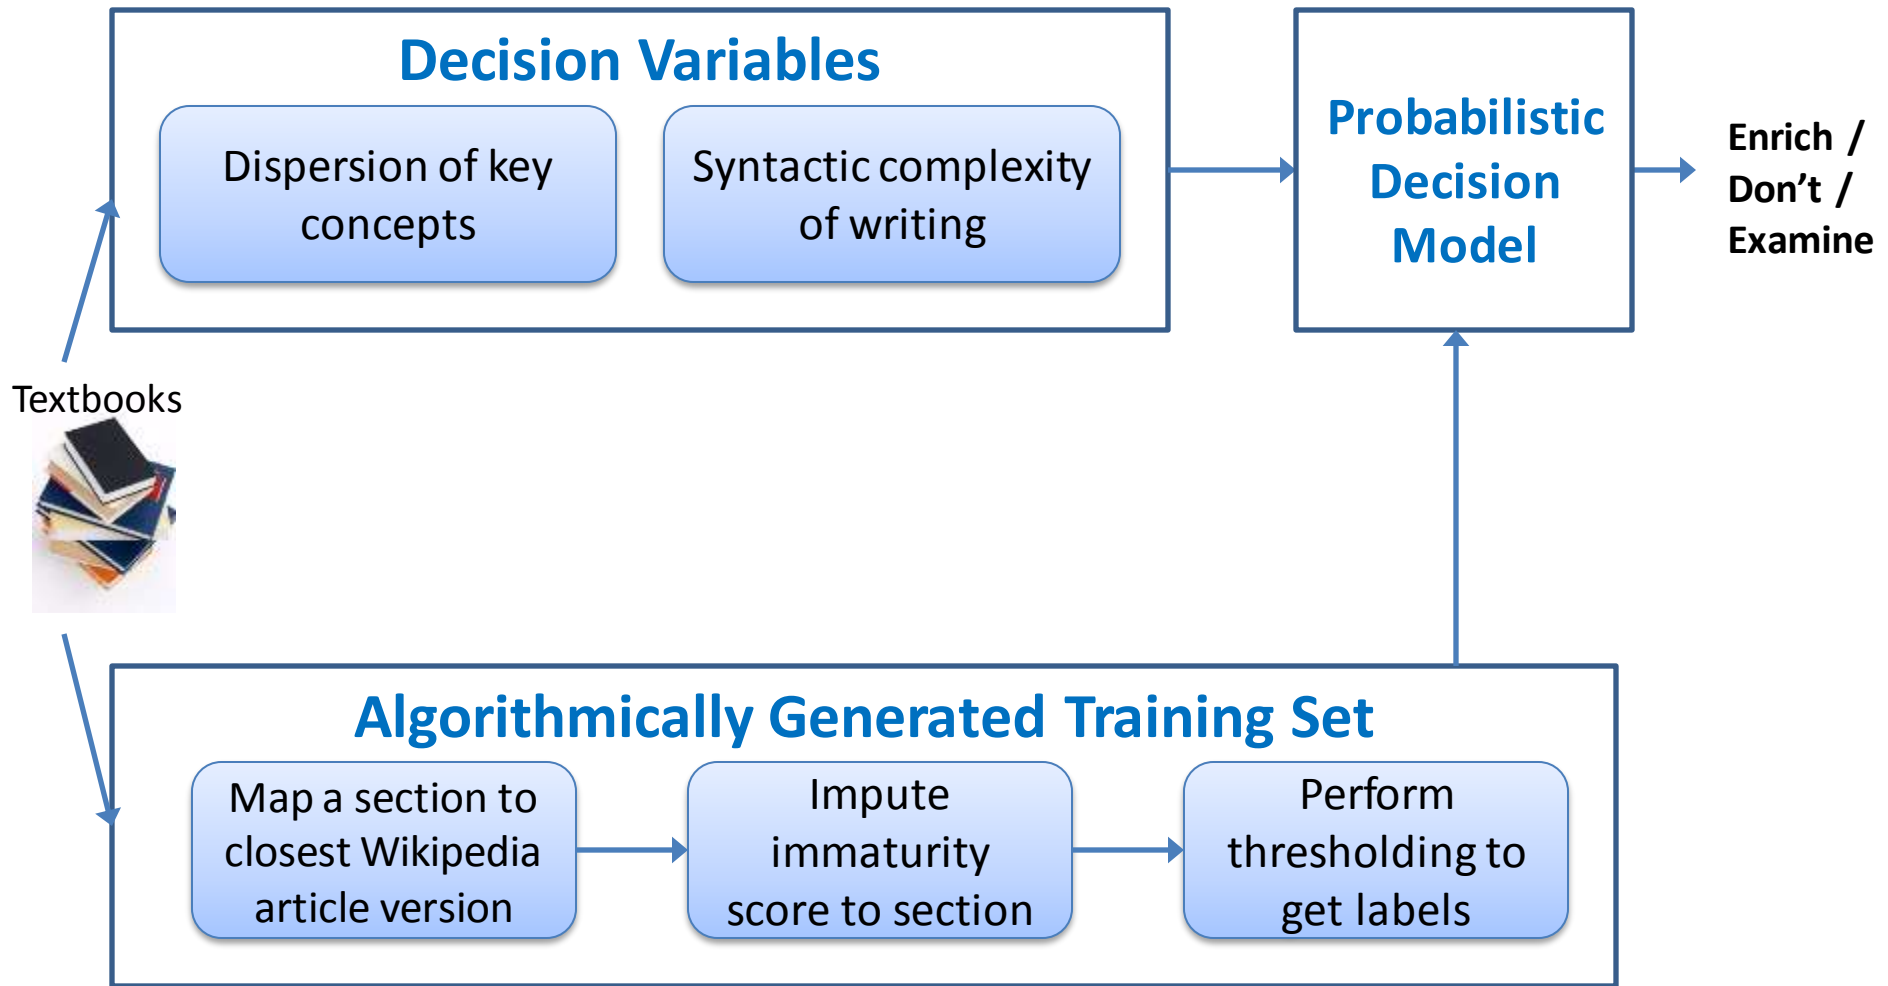 Decision Variables
Dispersion of key
concepts
Syntactic complexity
of writing
Probabilistic
Decision
Model
Enrich /
Don't /
Examine
Textbooks
Algorithmically Generated Training Set
Map a section to
closest Wikipedia
article version
Impute
immaturity
score to section
Perform
thresholding to
get labels